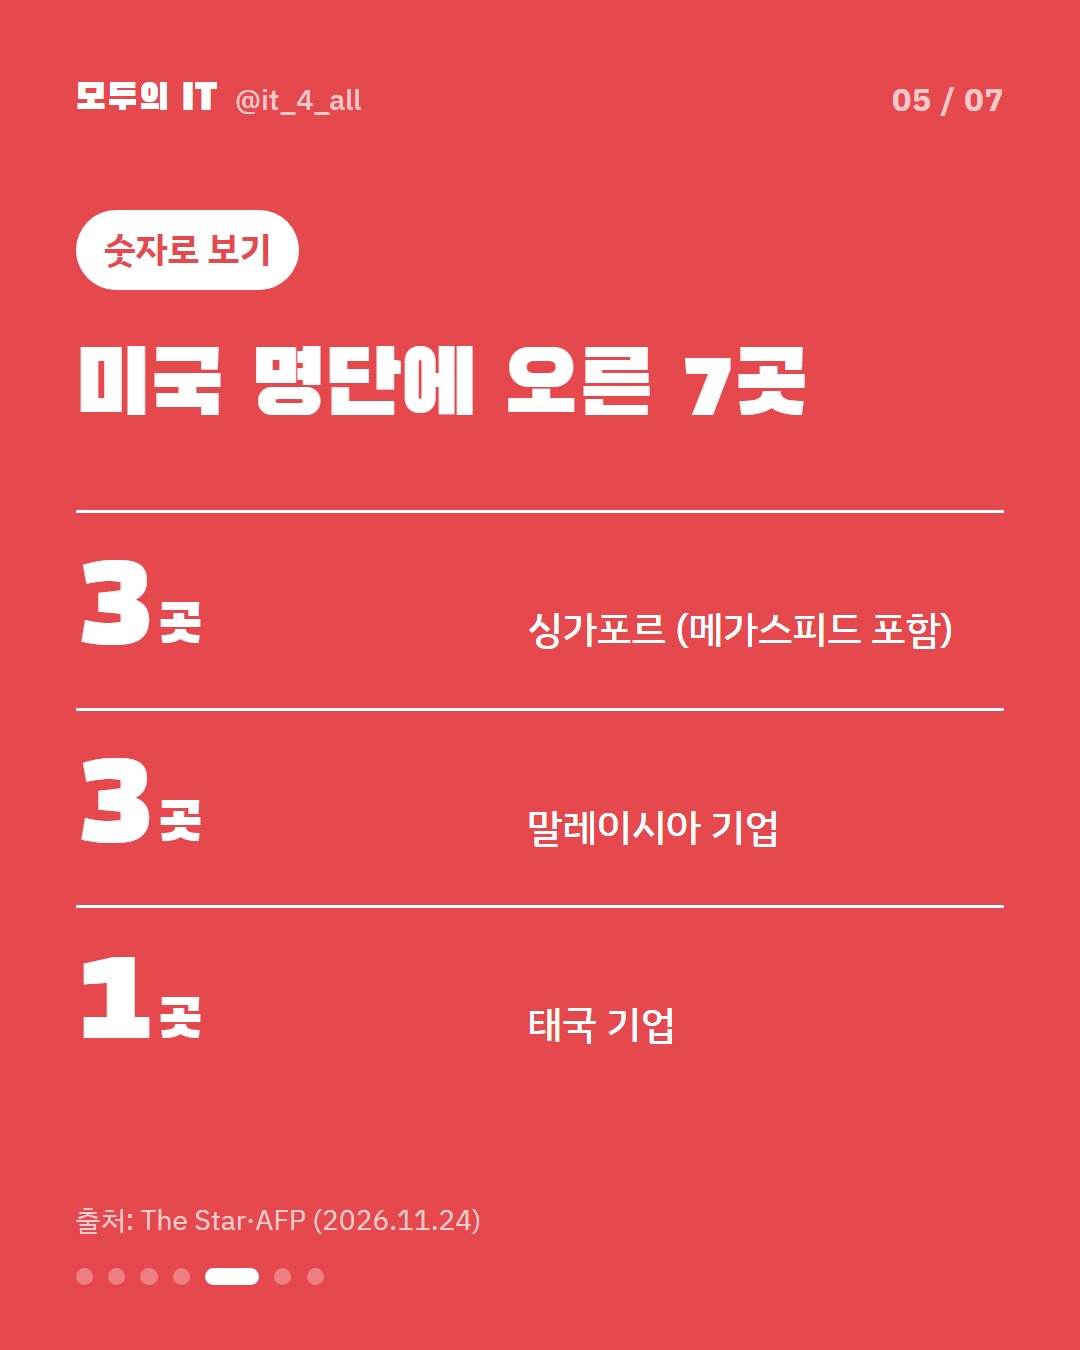 모두의 IT @it_4_all
05 / 07
숫자로 보기
미국 명단에 오른 7곳
3곳
싱가포르 (메가스피드 포함)
3곳
말레이시아 기업
1곳
태국 기업
출처: The Star·AFP (2026.11.24)